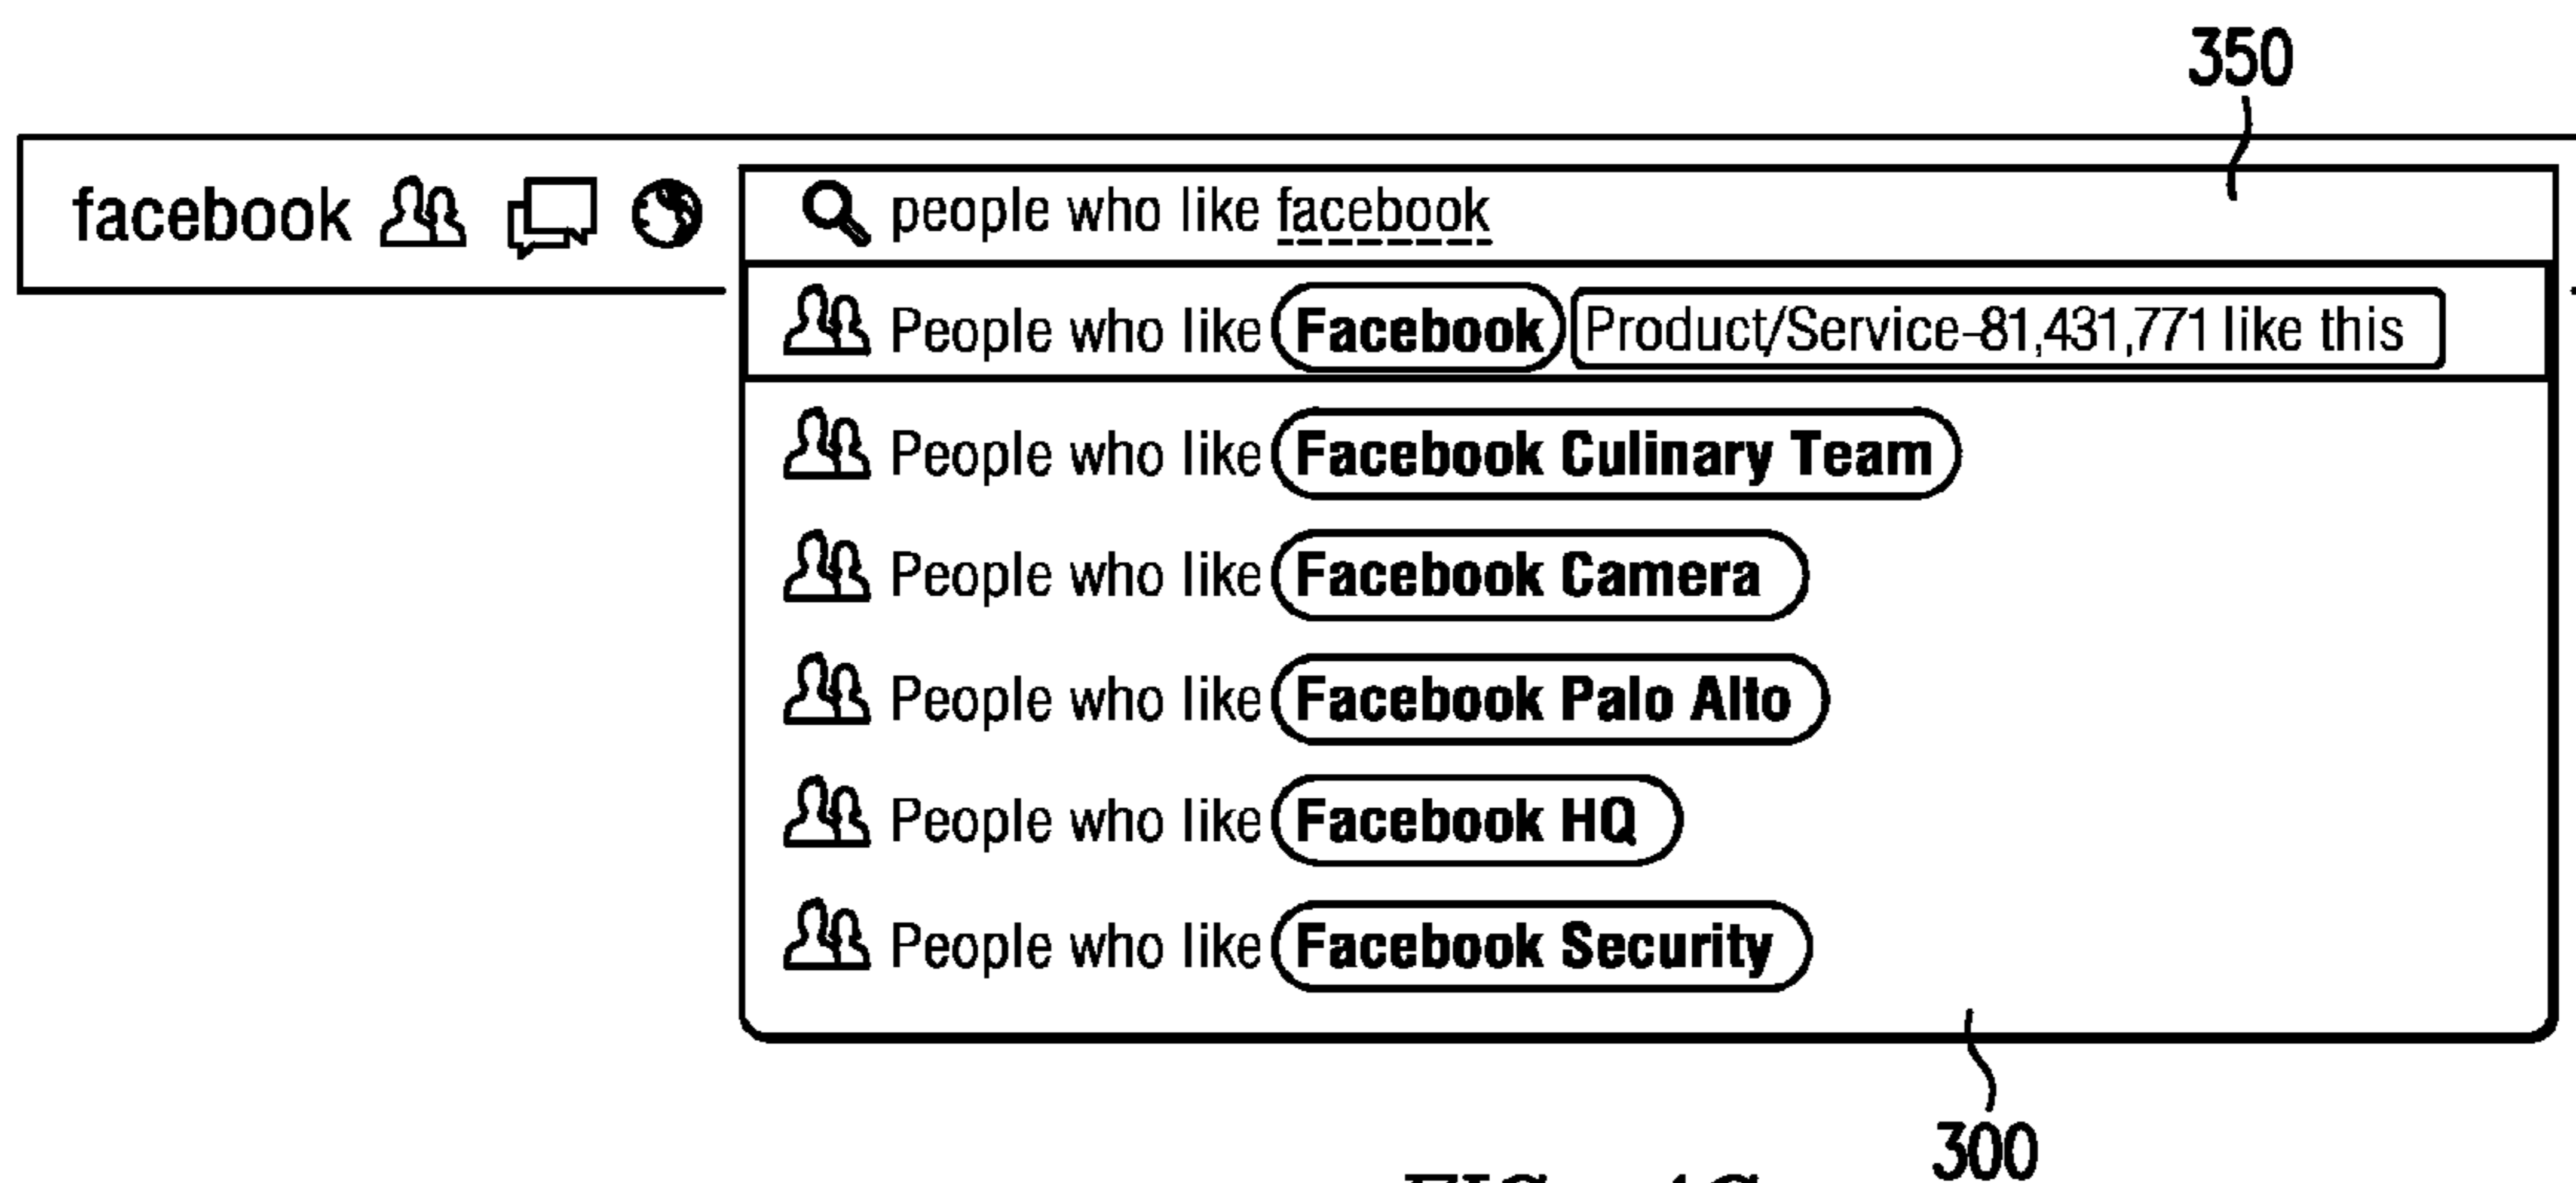 350
facebook people who like facebook
People who like Facebook Product/Service-81,431,771 like this
People who like Facebook Culinary Team
People who like Facebook Camera
People who like Facebook Palo Alto
People who like Facebook HQ
People who like Facebook Security
300